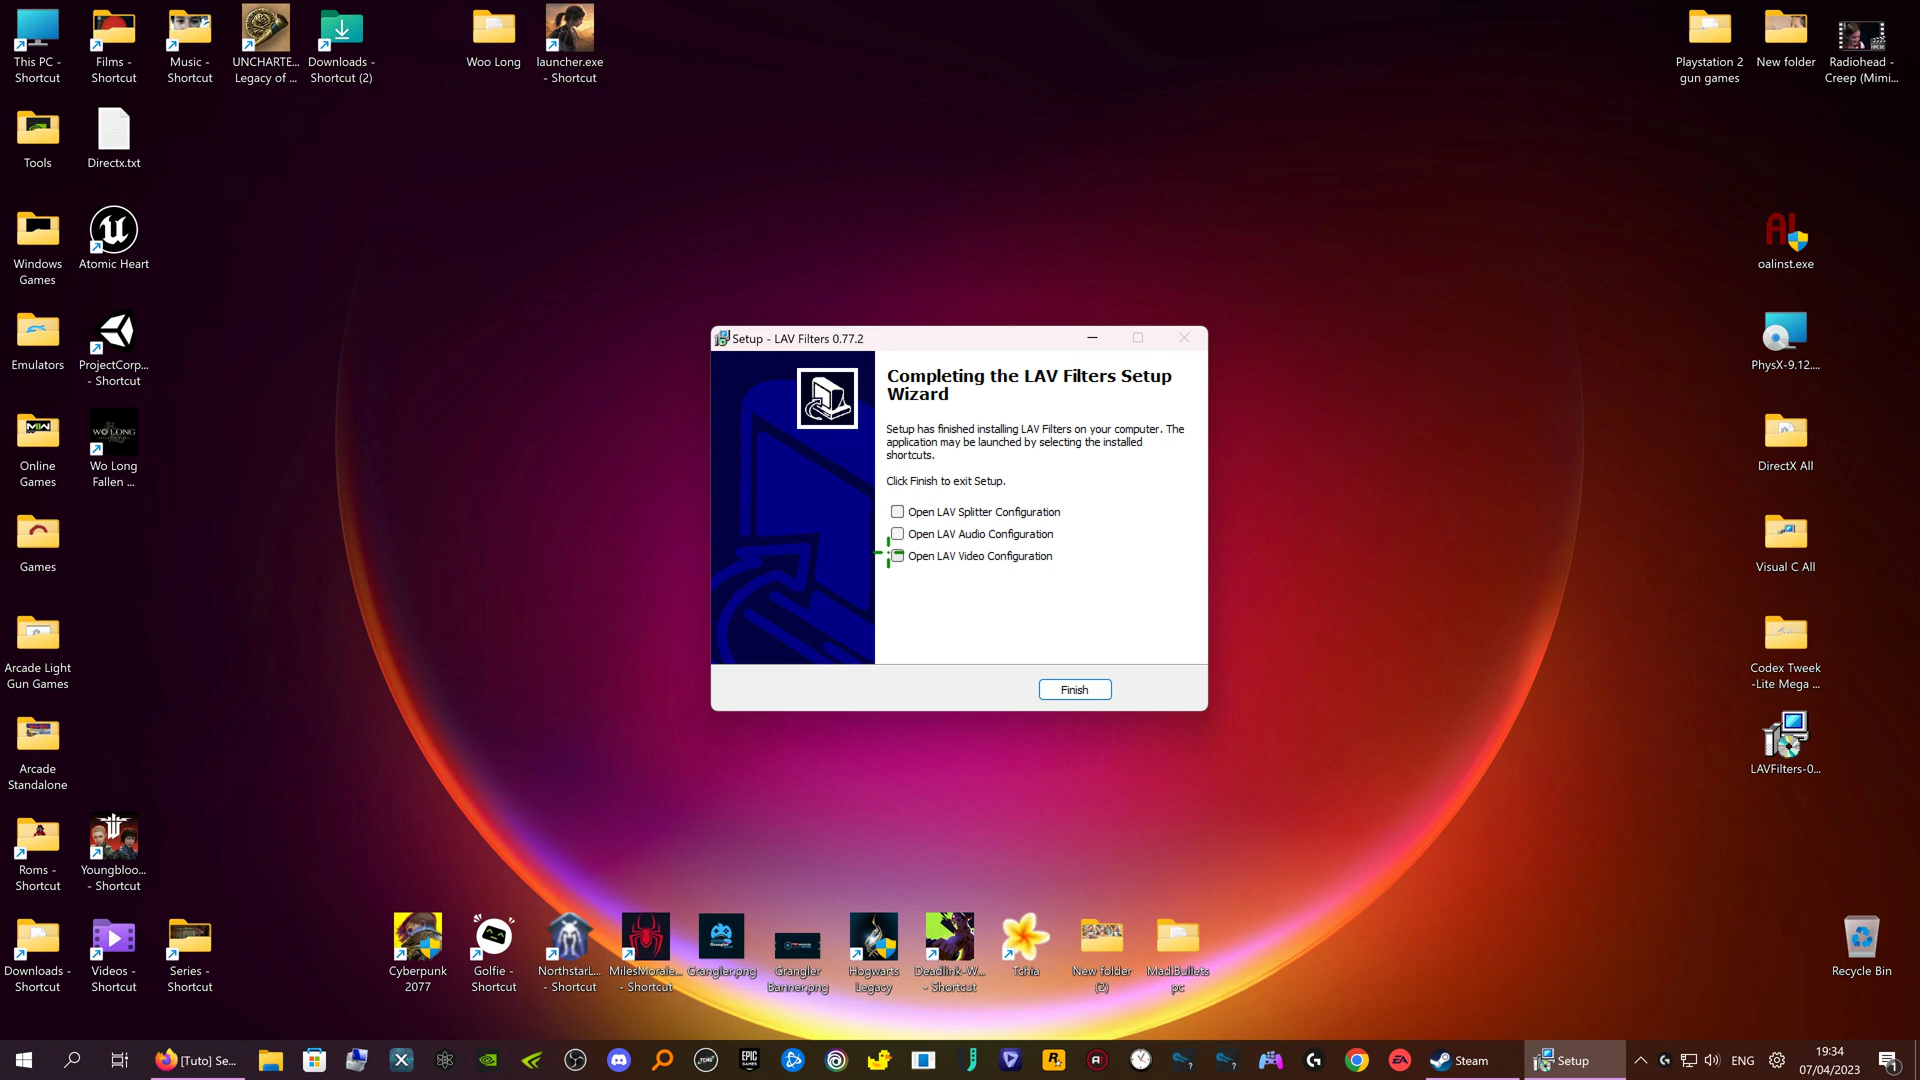 This PC -
Shortcut
Films -
Shortcut
Music -
Shortcut
UNCHARTE...
Legacy of ...
Downloads -
Shortcut (2)
Woo Long
launcher.exe
- Shortcut
Playstation 2
gun games
New folder
Radiohead -
Creep (Mimi...
Tools
Directx.txt
Windows
Games
Atomic Heart
oalinst.exe
Emulators
ProjectCorp...
- Shortcut
PhysX-9.12....
Online
Games
Wo Long
Fallen ...
DirectX All
Games
Visual C All
Arcade Light
Gun Games
Codex Tweek
-Lite Mega ...
Arcade
Standalone
LAVFilters-0...
Roms -
Shortcut
Youngbloo...
- Shortcut
Downloads -
Shortcut
Videos -
Shortcut
Series -
Shortcut
Cyberpunk
2077
Golfie -
Shortcut
NorthstarL...
- Shortcut
MilesMorale...
- Shortcut
Grangler.png
Grangler
Banner.png
Hogwarts
Legacy
Deadlink-W...
- Shortcut
Tchia
New folder
(2)
Mad.Bullets
pc
Recycle Bin
Setup - LAV Filters 0.77.2
Completing the LAV Filters Setup
Wizard
Setup has finished installing LAV Filters on your computer. The
application may be launched by selecting the installed
shortcuts.
Click Finish to exit Setup.
Open LAV Splitter Configuration
Open LAV Audio Configuration
Open LAV Video Configuration
Finish
[Tuto] Se...
EPIC
GAMES
EA
Steam
Setup
ENG
19:34
07/04/2023
1